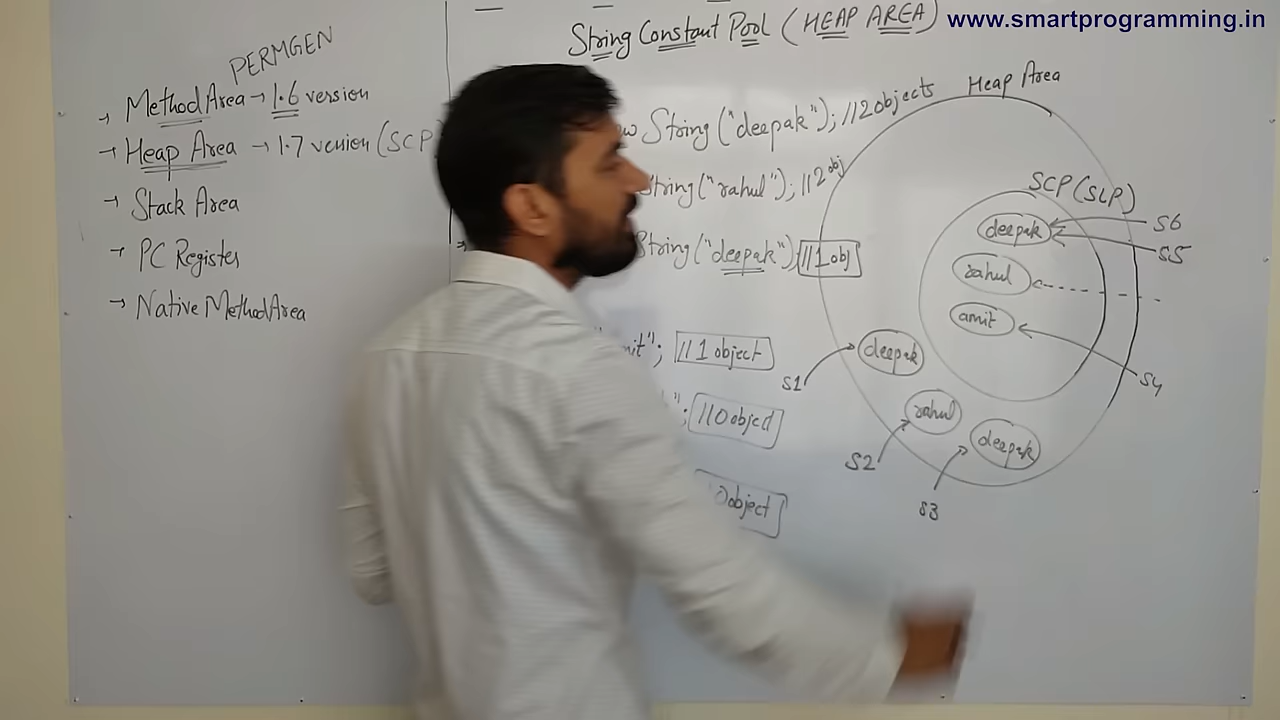 www.smartprogramming.in
String Constant Pool (HEAP AREA)
PERMGEN
→ Method Area → 1.6 version
→ Heap Area → 1.7 version (SCP)
→ Stack Area
→ PC Register
→ Native Method Area
String("deepak"); //2 objects
String("rahul"); //2 obj
String("deepak"); //1 obj
"; //1 object
"; //0 object
0 object
Heap Area
SCP (SLP)
deepak
S6
S5
rahul
amit
S4
deepak
S1
rahul
S2
deepak
S3